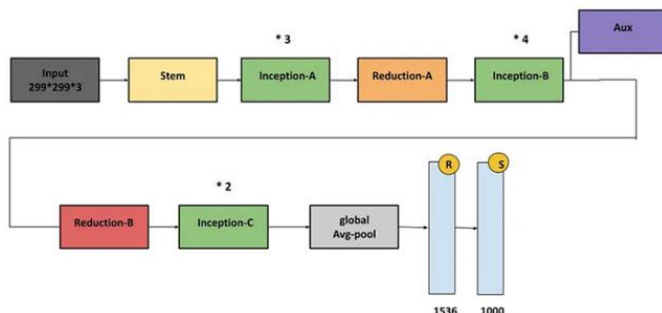 * 3
* 4
Aux
Input
299*299*3
Stem
Inception-A
Reduction-A
Inception-B
* 2
R
S
Reduction-B
Inception-C
global
Avg-pool
1536
1000